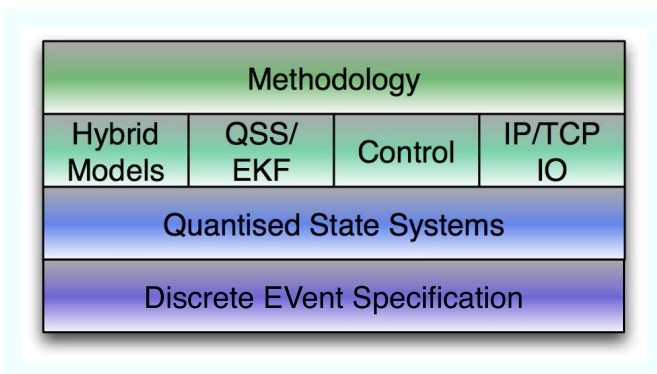 Methodology
Hybrid
Models
QSS/
EKF
Control
IP/TCP
IO
Quantised State Systems
Discrete EVent Specification